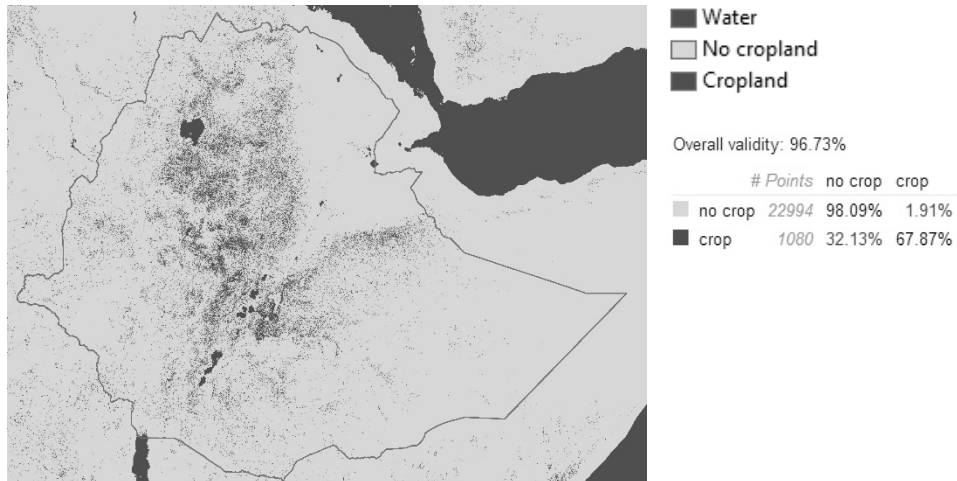 Water
No cropland
Cropland
Overall validity: 96.73%
# Points no crop crop
no crop 22994 98.09% 1.91%
crop 1080 32.13% 67.87%